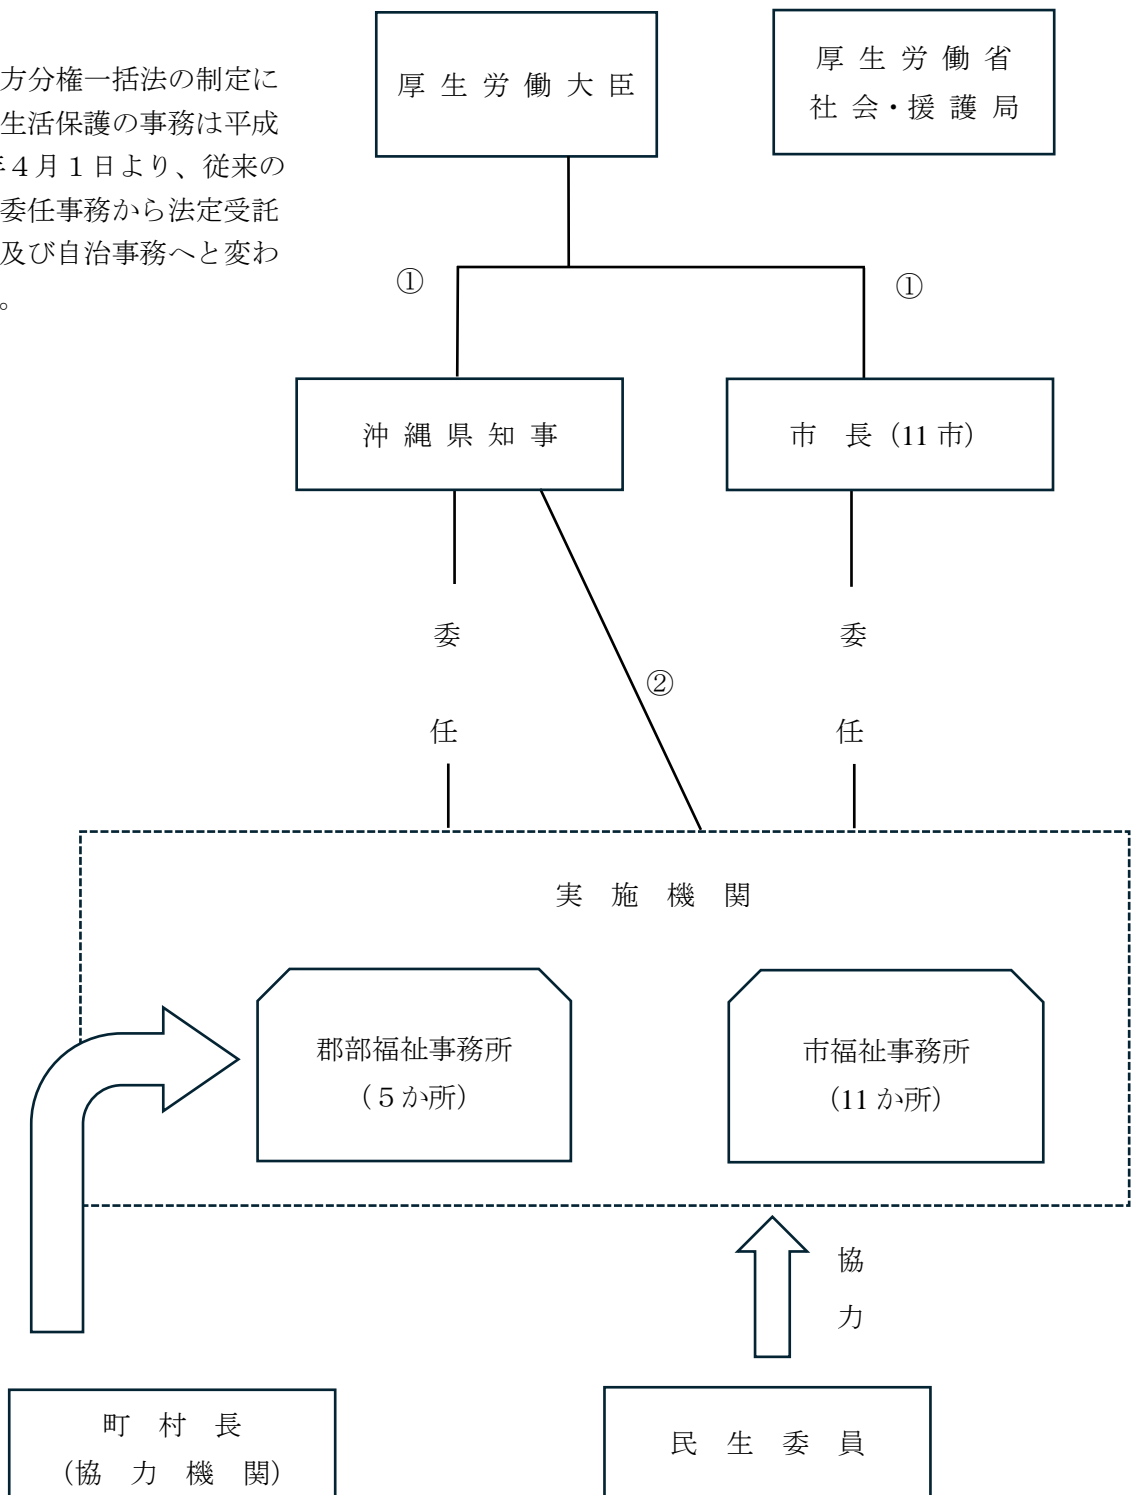 方分権一括法の制定に
生活保護の事務は平成
年４月１日より、従来の
委任事務から法定受託
及び自治事務へと変わ
。
厚生労働大臣
厚生労働省
社会・援護局
①
①
沖縄県知事
市　長（11 市）
委
任
②
委
任
実　施　機　関
郡部福祉事務所
（５か所）
市福祉事務所
（11 か所）
協
力
町　村　長
（協　力　機　関）
民　生　委　員